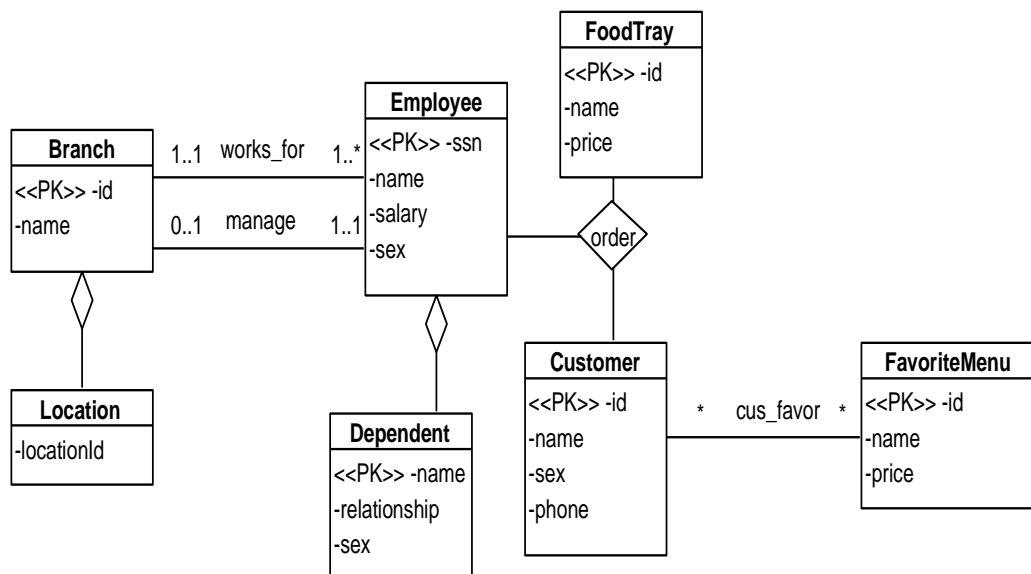 FoodTray
<<PK>> -id
-name
-price
Employee
<<PK>> -ssn
-name
-salary
-sex
Branch
<<PK>> -id
-name
1..1 works_for 1..*
0..1 manage 1..1
order
Location
-locationId
Dependent
<<PK>> -name
-relationship
-sex
Customer
<<PK>> -id
-name
-sex
-phone
* cus_favor *
FavoriteMenu
<<PK>> -id
-name
-price